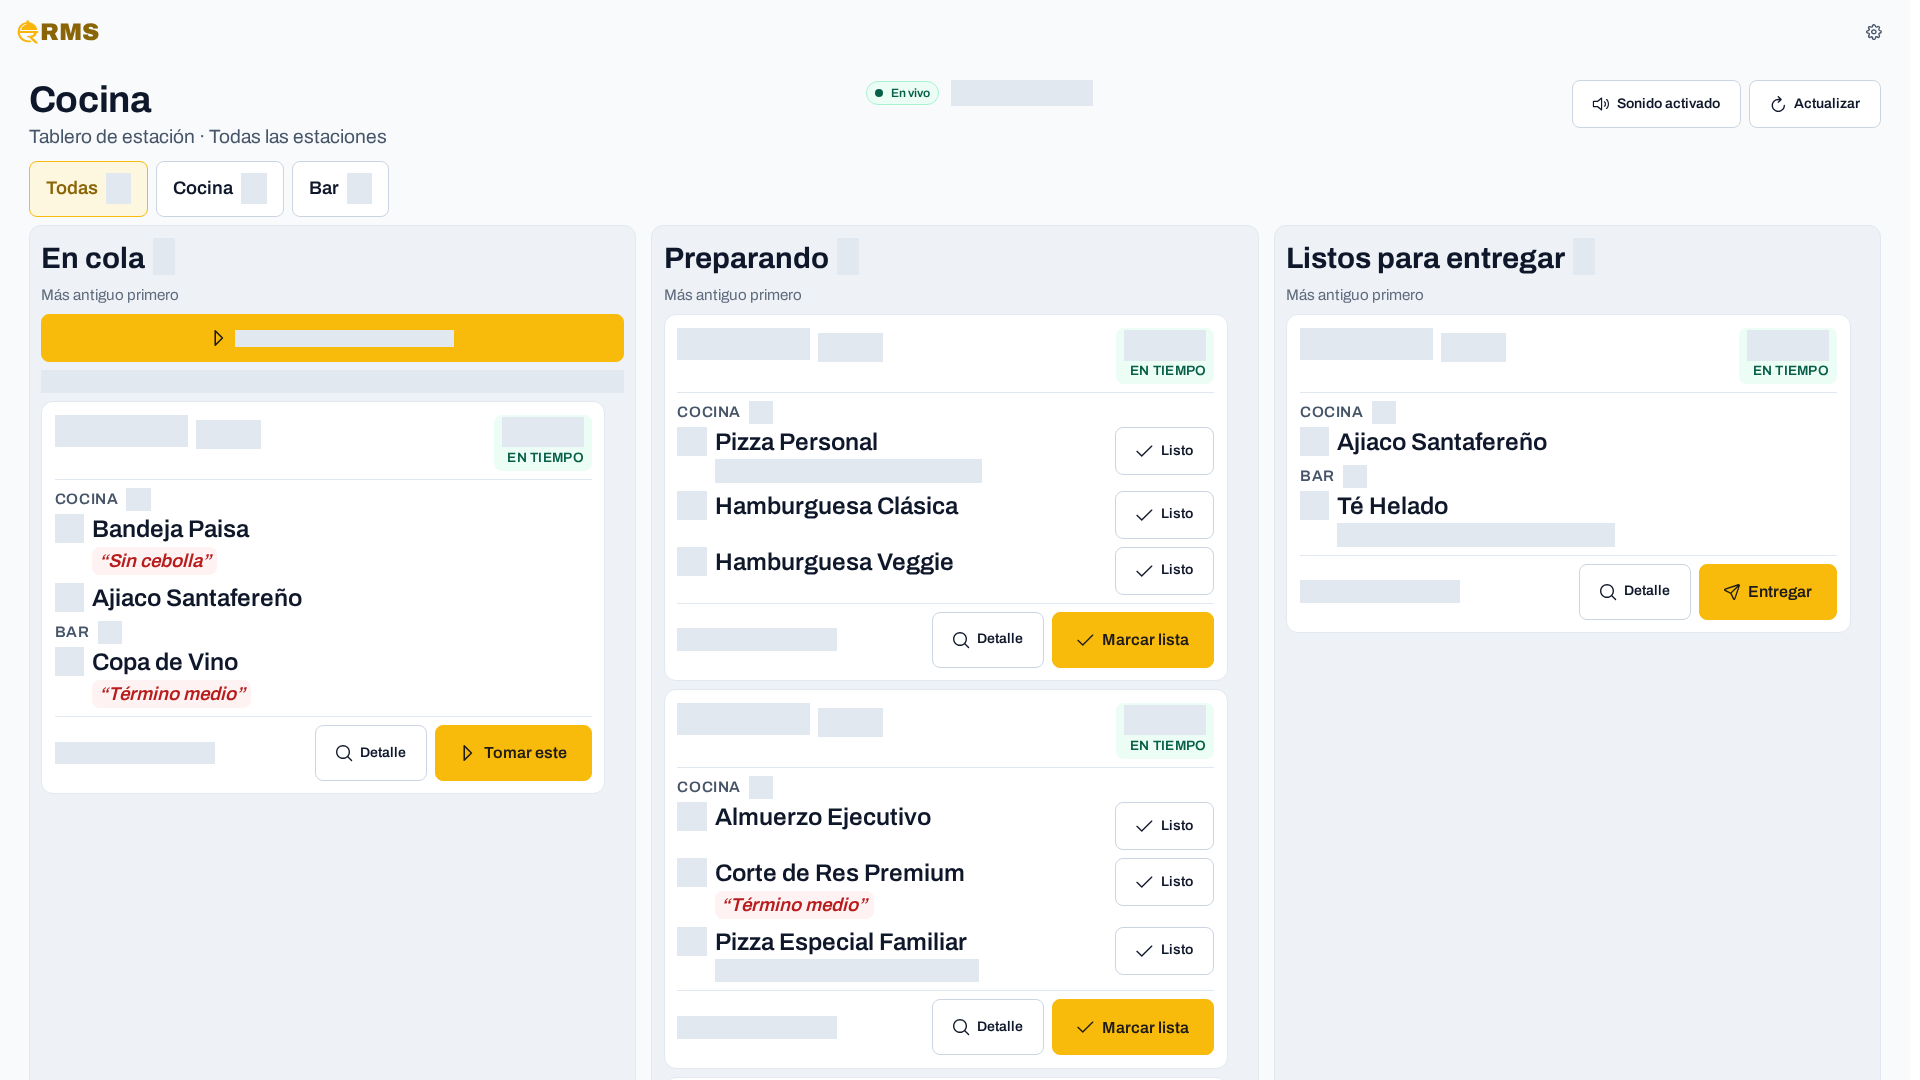 RMS
Cocina
Tablero de estación · Todas las estaciones
En vivo
Sonido activado
Actualizar
Todas
Cocina
Bar
En cola
Más antiguo primero
EN TIEMPO
COCINA
Bandeja Paisa
“Sin cebolla”
Ajiaco Santafereño
BAR
Copa de Vino
“Término medio”
Detalle
Tomar este
Preparando
Más antiguo primero
EN TIEMPO
COCINA
Pizza Personal
Listo
Hamburguesa Clásica
Listo
Hamburguesa Veggie
Listo
Detalle
Marcar lista
EN TIEMPO
COCINA
Almuerzo Ejecutivo
Listo
Corte de Res Premium
Listo
“Término medio”
Pizza Especial Familiar
Listo
Detalle
Marcar lista
Listos para entregar
Más antiguo primero
EN TIEMPO
COCINA
Ajiaco Santafereño
BAR
Té Helado
Detalle
Entregar